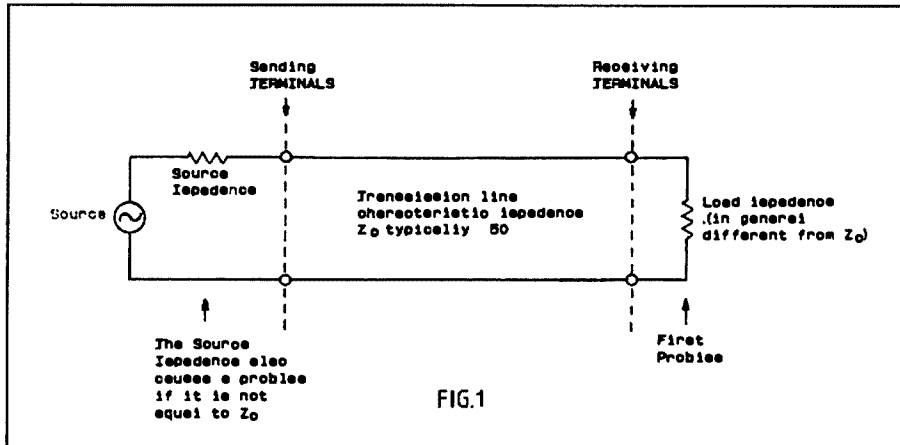 Sending
TERMINALS
Receiving
TERMINALS
Source
Impedance
Source
Transmission line
characteristic impedance
Z₀ typically 50
Load impedance
(in general
different from Z₀)
The Source
Impedance also
causes a problem
if it is not
equal to Z₀
First
Problem
FIG.1